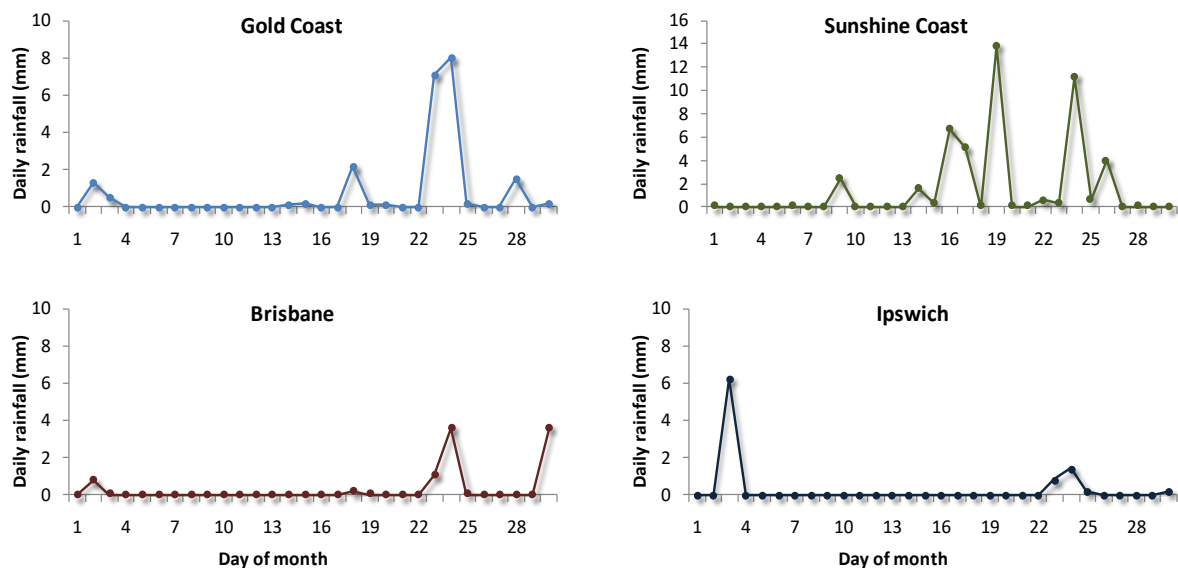 Gold Coast
Daily rainfall (mm)
10
8
6
4
2
0
1 4 7 10 13 16 19 22 25 28
Sunshine Coast
Daily rainfall (mm)
16
14
12
10
8
6
4
2
0
1 4 7 10 13 16 19 22 25 28
Brisbane
Daily rainfall (mm)
10
8
6
4
2
0
1 4 7 10 13 16 19 22 25 28
Day of month
Ipswich
Daily rainfall (mm)
10
8
6
4
2
0
1 4 7 10 13 16 19 22 25 28
Day of month